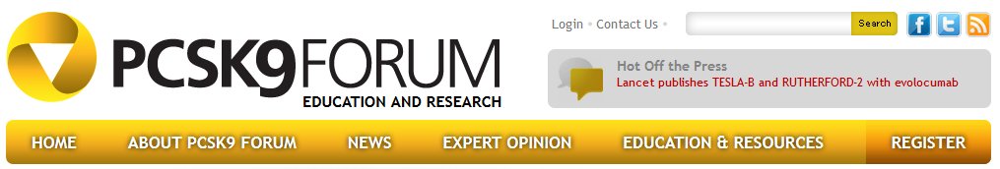 Login • Contact Us •
Search
PCSK9FORUM
EDUCATION AND RESEARCH
Hot Off the Press
Lancet publishes TESLA-B and RUTHERFORD-2 with evolocumab
HOME ABOUT PCSK9 FORUM NEWS EXPERT OPINION EDUCATION & RESOURCES REGISTER